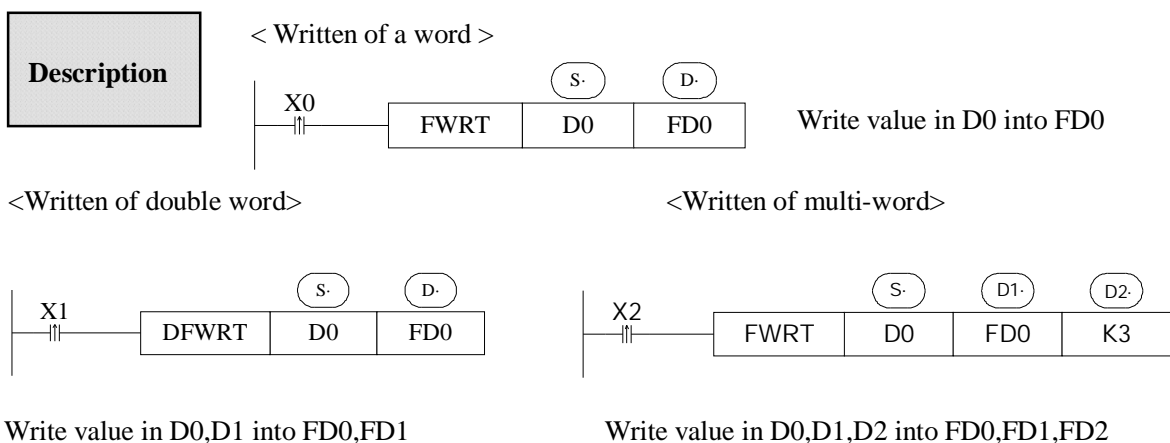 < Written of a word >
Description
S· D·
X0
FWRT D0 FD0
Write value in D0 into FD0
<Written of double word>
<Written of multi-word>
S· D·
X1
DFWRT D0 FD0
S· D1· D2·
X2
FWRT D0 FD0 K3
Write value in D0,D1 into FD0,FD1
Write value in D0,D1,D2 into FD0,FD1,FD2